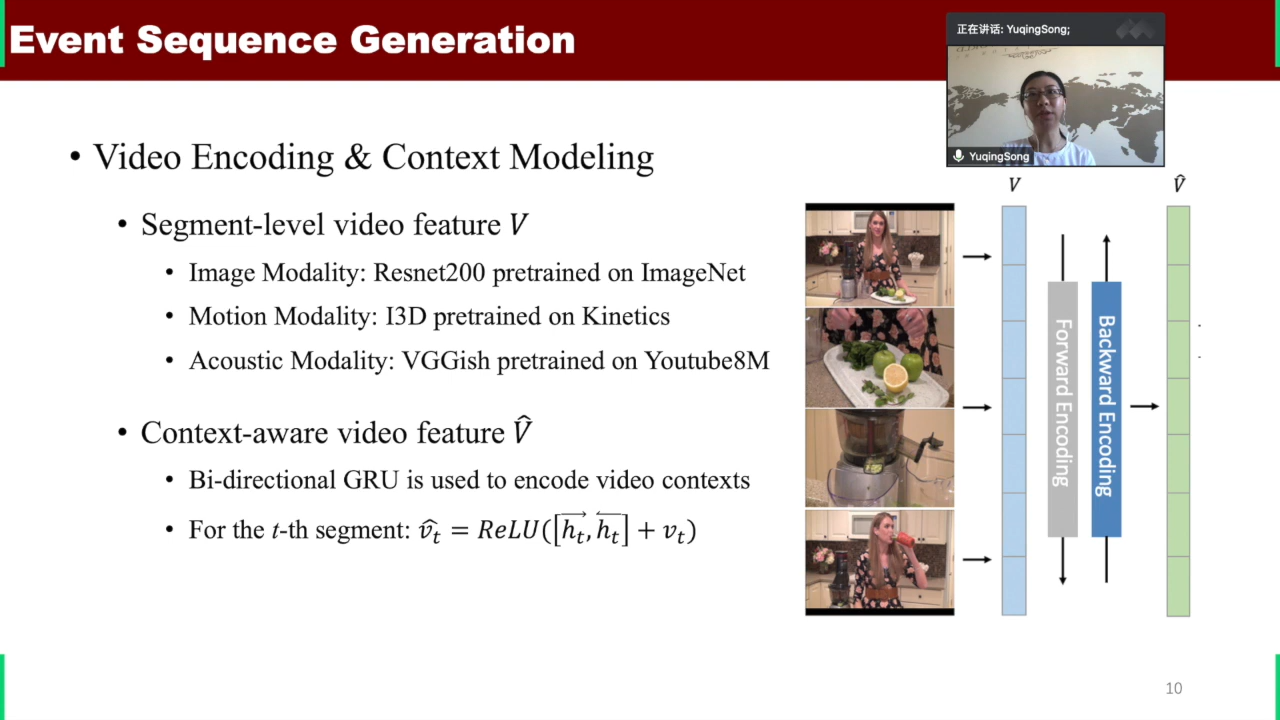 Event Sequence Generation
正在讲话: YuqingSong;
YuqingSong
• Video Encoding & Context Modeling
• Segment-level video feature V
• Image Modality: Resnet200 pretrained on ImageNet
• Motion Modality: I3D pretrained on Kinetics
• Acoustic Modality: VGGish pretrained on Youtube8M
• Context-aware video feature V̂
• Bi-directional GRU is used to encode video contexts
• For the t-th segment: v̂ₜ = ReLU([h⃗ₜ, h⃖ₜ] + vₜ)
V
V̂
Forward Encoding
Backward Encoding
10